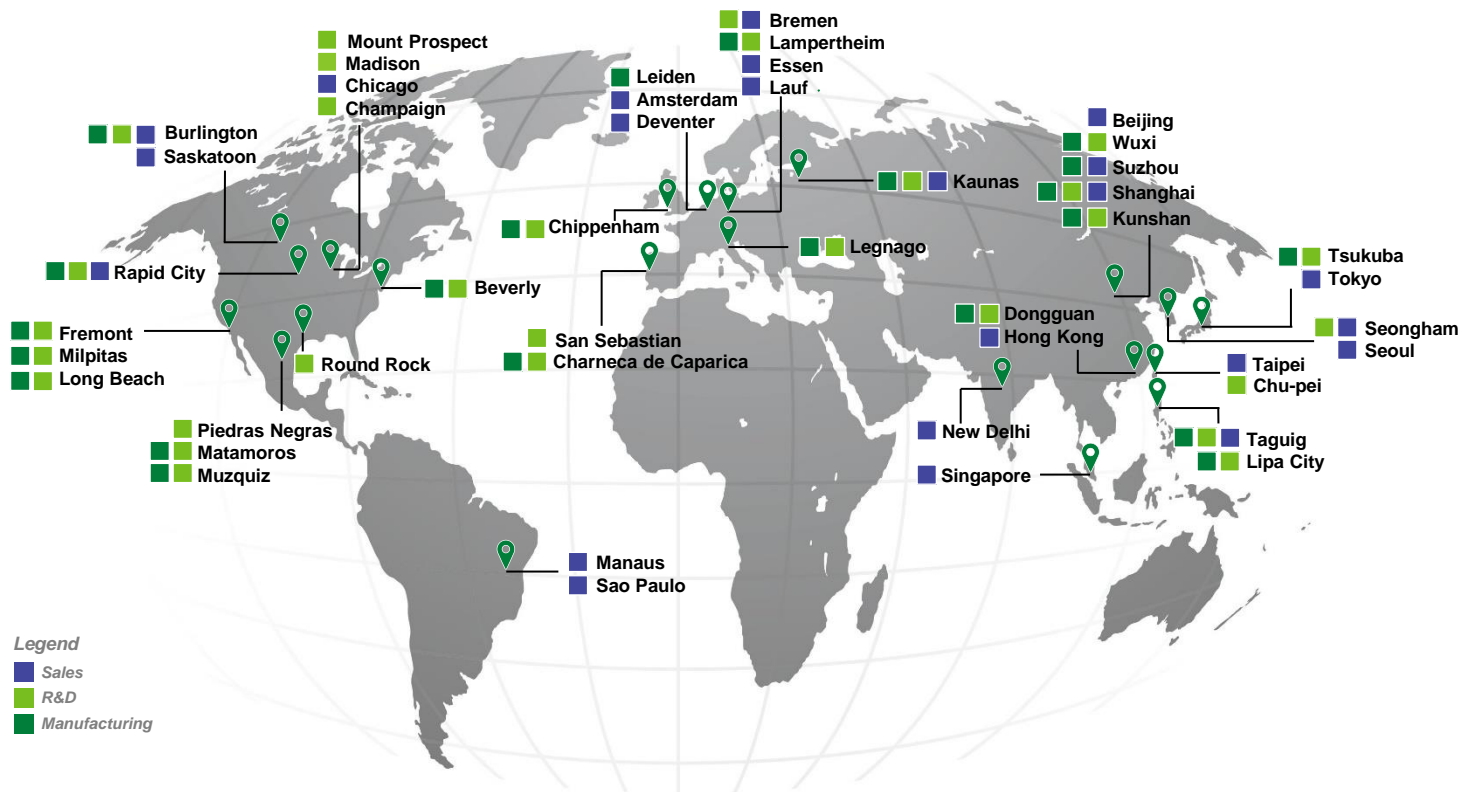 Mount Prospect
Madison
Chicago
Champaign
Burlington
Saskatoon
Rapid City
Beverly
Fremont
Milpitas
Long Beach
Round Rock
Piedras Negras
Matamoros
Muzquiz
Manaus
Sao Paulo
Leiden
Amsterdam
Deventer
Bremen
Lampertheim
Essen
Lauf
Kaunas
Chippenham
Legnago
San Sebastian
Charneca de Caparica
Beijing
Wuxi
Suzhou
Shanghai
Kunshan
Tsukuba
Tokyo
Seongham
Seoul
Dongguan
Hong Kong
Taipei
Chu-pei
New Delhi
Singapore
Taguig
Lipa City
Legend
Sales
R&D
Manufacturing